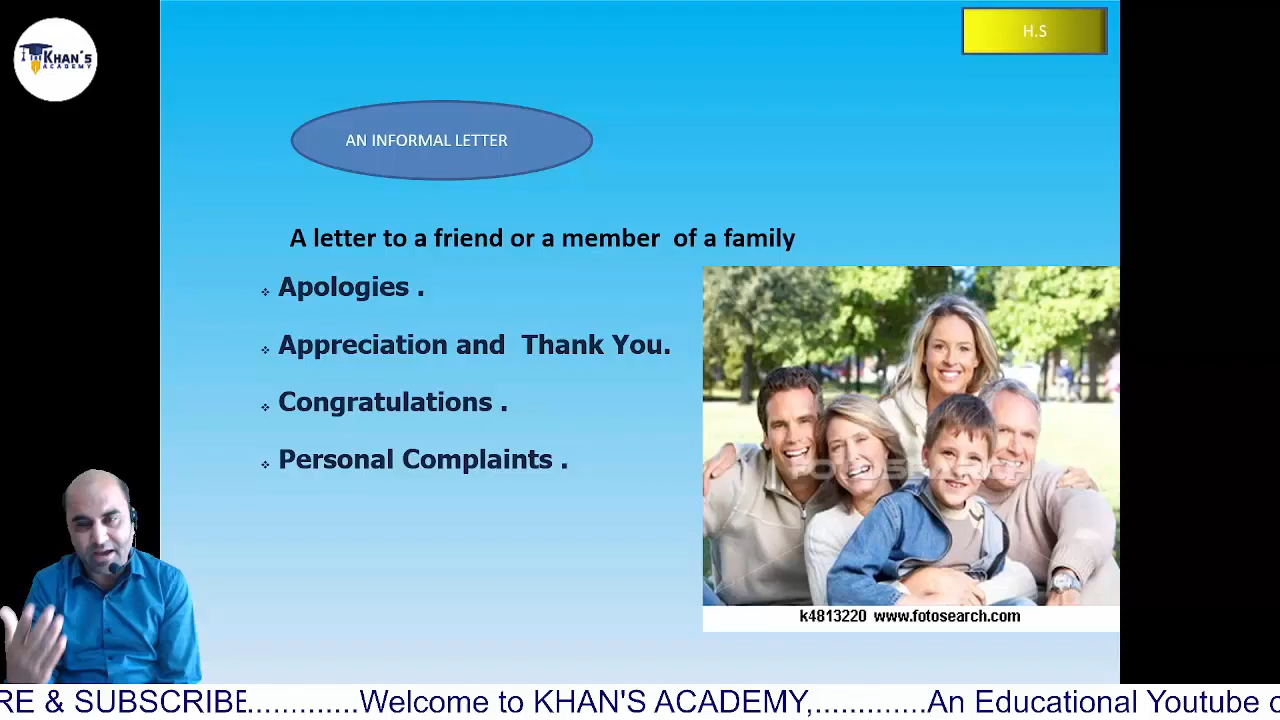 KHAN'S
ACADEMY
H.S
AN INFORMAL LETTER
A letter to a friend or a member of a family
Apologies .
Appreciation and Thank You.
Congratulations .
Personal Complaints .
FOTOSEARCH
k4813220 www.fotosearch.com
RE & SUBSCRIBE.............Welcome to KHAN'S ACADEMY,.............An Educational Youtube c